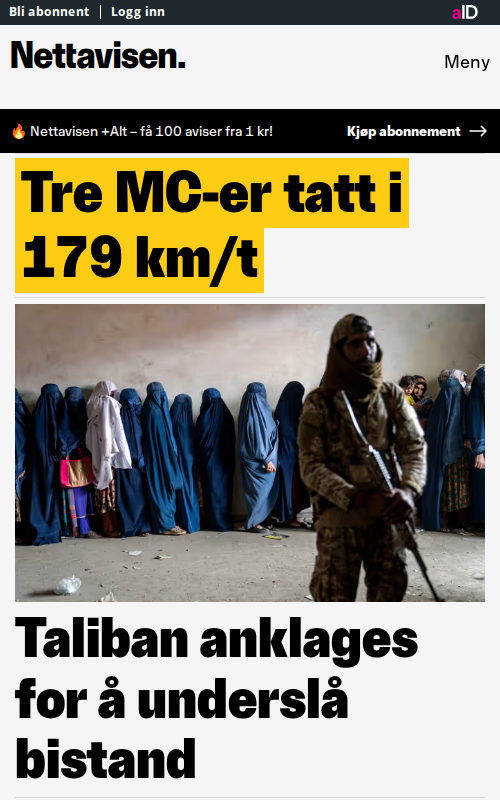 Bli abonnent Logg inn aID
Nettavisen.
Meny
🔥 Nettavisen +Alt – få 100 aviser fra 1 kr! Kjøp abonnement →
Tre MC-er tatt i
179 km/t
Taliban anklages
for å underslå
bistand